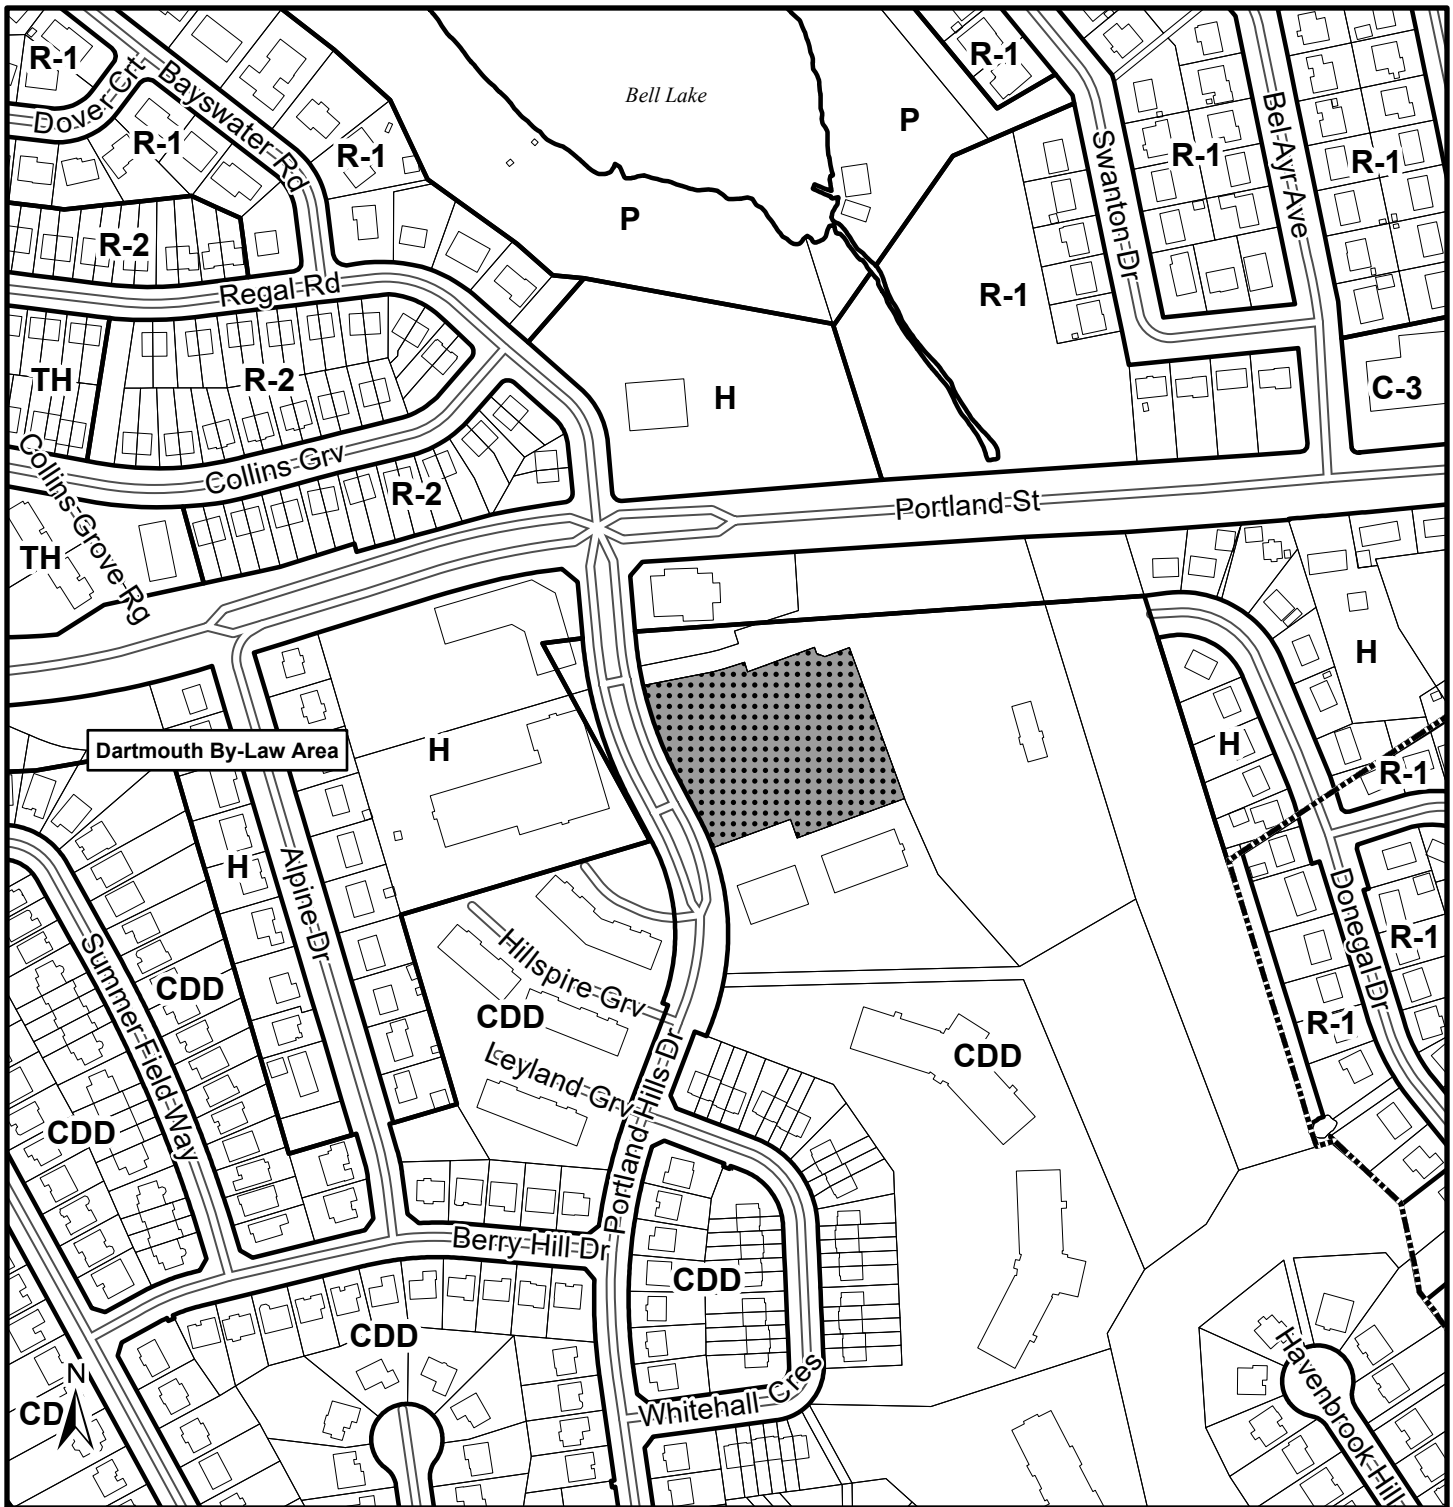 R-1
Bell Lake
R-1
Dover Crt
Bayswater Rd
P
R-1
R-1
Swanton Dr
R-1
Bel-Ayr Ave
R-1
P
R-2
Regal Rd
R-1
TH
R-2
H
C-3
Collins Grv
Collins Grove Rg
R-2
Portland St
TH
H
Dartmouth By-Law Area
H
H
R-1
H
Alpine Dr
Donegal Dr
Summer Field Way
CDD
Hillspire Grv
R-1
CDD
R-1
Leyland Grv
CDD
Portland Hills Dr
CDD
Berry Hill Dr
CDD
CDD
N
CD
Whitehall Cres
Havenbrook Hill